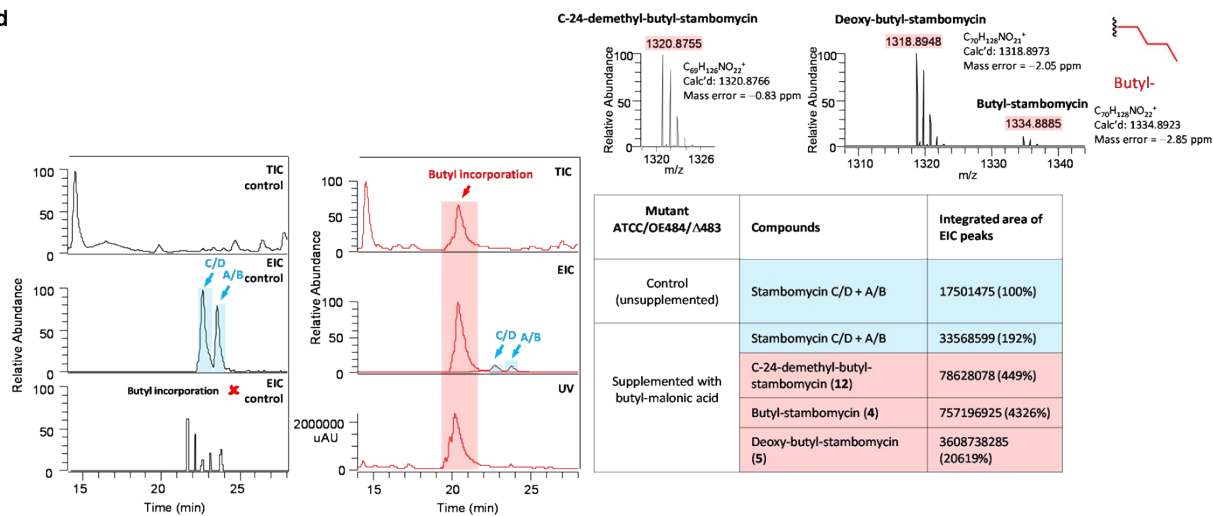 d
C-24-demethyl-butyl-stambomycin
1320.8755
C69H126NO22+
Calc'd: 1320.8766
Mass error = −0.83 ppm
Relative Abundance
100
50
0
1320
1326
m/z
Deoxy-butyl-stambomycin
1318.8948
C70H128NO21+
Calc'd: 1318.8973
Mass error = −2.05 ppm
Butyl-stambomycin
1334.8885
C70H128NO22+
Calc'd: 1334.8923
Mass error = −2.85 ppm
Relative Abundance
100
50
0
1310
1320
1330
1340
m/z
Butyl-
TIC
control
100
50
0
EIC
control
C/D
A/B
100
50
0
EIC
control
Butyl incorporation ✘
100
50
0
Relative Abundance
15
20
25
Time (min)
TIC
Butyl incorporation
100
50
0
EIC
C/D
A/B
100
50
0
Relative Abundance
UV
2000000
uAU
0
15
20
25
Time (min)
Mutant
ATCC/OE484/Δ483
Compounds
Integrated area of
EIC peaks
Control
(unsupplemented)
Stambomycin C/D + A/B
17501475 (100%)
Supplemented with
butyl-malonic acid
Stambomycin C/D + A/B
33568599 (192%)
C-24-demethyl-butyl-
stambomycin (12)
78628078 (449%)
Butyl-stambomycin (4)
757196925 (4326%)
Deoxy-butyl-stambomycin
(5)
3608738285
(20619%)